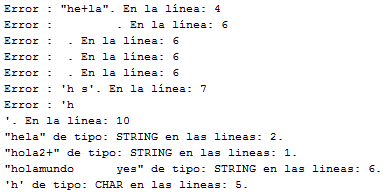 Error : "he+la". En la línea: 4
Error :         . En la línea: 6
Error :  . En la línea: 6
Error :  . En la línea: 6
Error :  . En la línea: 6
Error : 'h s'. En la línea: 7
Error : 'h
'. En la línea: 10
"hela" de tipo: STRING en las lineas: 2.
"hola2+" de tipo: STRING en las lineas: 1.
"holamundo      yes" de tipo: STRING en las lineas: 6.
'h' de tipo: CHAR en las lineas: 5.